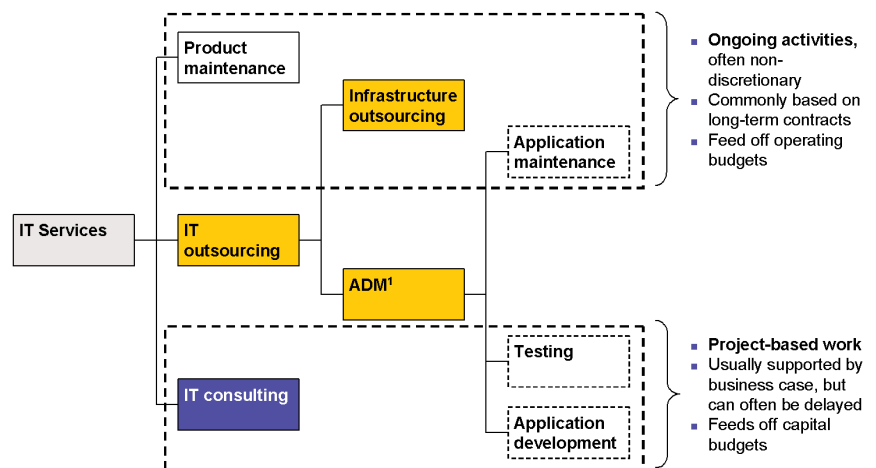 Product
maintenance
Infrastructure
outsourcing
Application
maintenance
Ongoing activities,
often non-
discretionary
Commonly based on
long-term contracts
Feed off operating
budgets
IT Services
IT
outsourcing
ADM¹
IT consulting
Testing
Application
development
Project-based work
Usually supported by
business case, but
can often be delayed
Feeds off capital
budgets